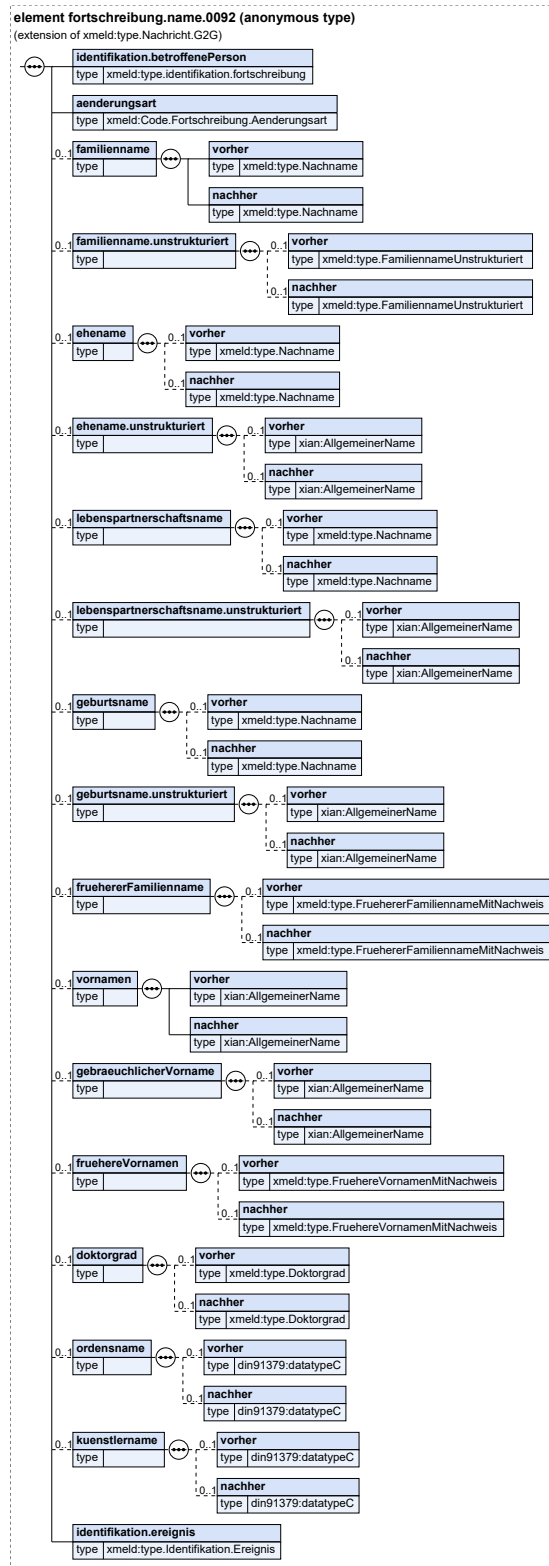 element fortschreibung.name.0092 (anonymous type)
(extension of xmeld:type.Nachricht.G2G)
identifikation.betroffenePerson
type xmeld:type.identifikation.fortschreibung
aenderungsart
type xmeld:Code.Fortschreibung.Aenderungsart
0..1 familienname
type
vorher
type xmeld:type.Nachname
nachher
type xmeld:type.Nachname
0..1 familienname.unstrukturiert
type
0..1 vorher
type xmeld:type.FamiliennameUnstrukturiert
0..1 nachher
type xmeld:type.FamiliennameUnstrukturiert
0..1 ehename
type
0..1 vorher
type xmeld:type.Nachname
0..1 nachher
type xmeld:type.Nachname
0..1 ehename.unstrukturiert
type
0..1 vorher
type xian:AllgemeinerName
0..1 nachher
type xian:AllgemeinerName
0..1 lebenspartnerschaftsname
type
0..1 vorher
type xmeld:type.Nachname
0..1 nachher
type xmeld:type.Nachname
0..1 lebenspartnerschaftsname.unstrukturiert
type
0..1 vorher
type xian:AllgemeinerName
0..1 nachher
type xian:AllgemeinerName
0..1 geburtsname
type
0..1 vorher
type xmeld:type.Nachname
0..1 nachher
type xmeld:type.Nachname
0..1 geburtsname.unstrukturiert
type
0..1 vorher
type xian:AllgemeinerName
0..1 nachher
type xian:AllgemeinerName
0..1 fruehererFamilienname
type
0..1 vorher
type xmeld:type.FruehererFamiliennameMitNachweis
0..1 nachher
type xmeld:type.FruehererFamiliennameMitNachweis
0..1 vornamen
type
vorher
type xian:AllgemeinerName
nachher
type xian:AllgemeinerName
0..1 gebraeuchlicherVorname
type
0..1 vorher
type xian:AllgemeinerName
0..1 nachher
type xian:AllgemeinerName
0..1 fruehereVornamen
type
0..1 vorher
type xmeld:type.FruehereVornamenMitNachweis
0..1 nachher
type xmeld:type.FruehereVornamenMitNachweis
0..1 doktorgrad
type
0..1 vorher
type xmeld:type.Doktorgrad
0..1 nachher
type xmeld:type.Doktorgrad
0..1 ordensname
type
0..1 vorher
type din91379:datatypeC
0..1 nachher
type din91379:datatypeC
0..1 kuenstlername
type
0..1 vorher
type din91379:datatypeC
0..1 nachher
type din91379:datatypeC
identifikation.ereignis
type xmeld:type.Identifikation.Ereignis